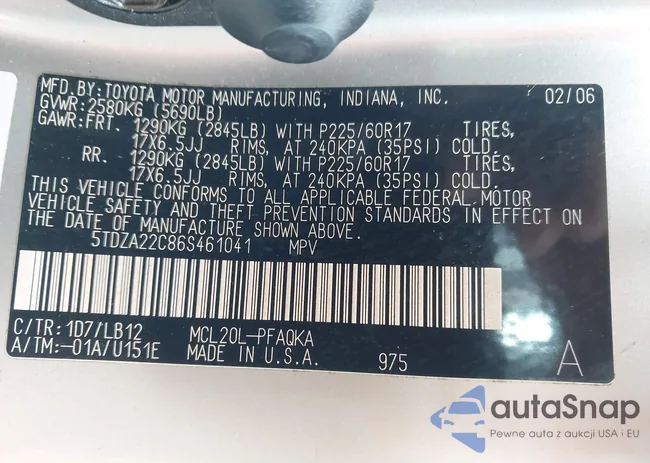 MFD.BY:TOYOTA MOTOR MANUFACTURING, INDIANA, INC. 02/06
GVWR:2580KG (5690LB)
GAWR:FRT. 1290KG (2845LB) WITH P225/60R17 TIRES,
17X6.5JJ RIMS, AT 240KPA (35PSI) COLD.
RR. 1290KG (2845LB) WITH P225/60R17 TIRES,
17X6.5JJ RIMS, AT 240KPA (35PSI) COLD.
THIS VEHICLE CONFORMS TO ALL APPLICABLE FEDERAL MOTOR
VEHICLE SAFETY AND THEFT PREVENTION STANDARDS IN EFFECT ON
THE DATE OF MANUFACTURE SHOWN ABOVE.
5TDZA22C86S461041 MPV
C/TR:1D7/LB12 MCL20L-PFAQKA
A/TM:-01A/U151E MADE IN U.S.A. 975 A
autaSnap
Pewne auta z aukcji USA i EU